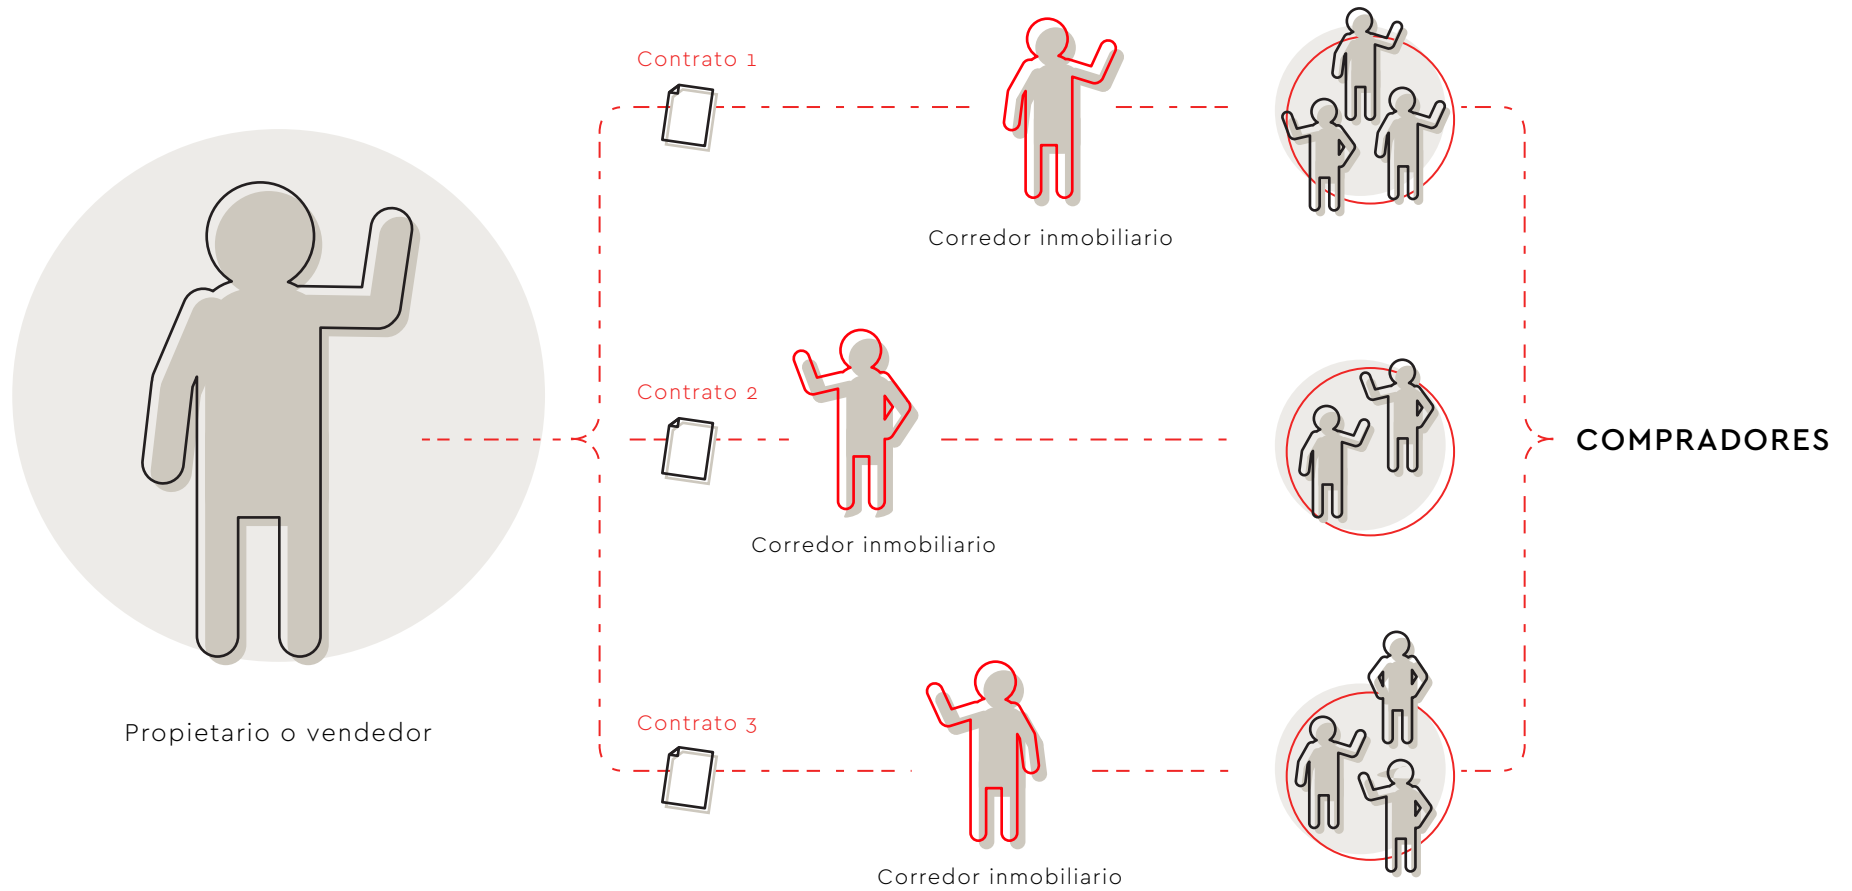 Contrato 1
Corredor inmobiliario
Contrato 2
COMPRADORES
Corredor inmobiliario
Propietario o vendedor
Contrato 3
Corredor inmobiliario